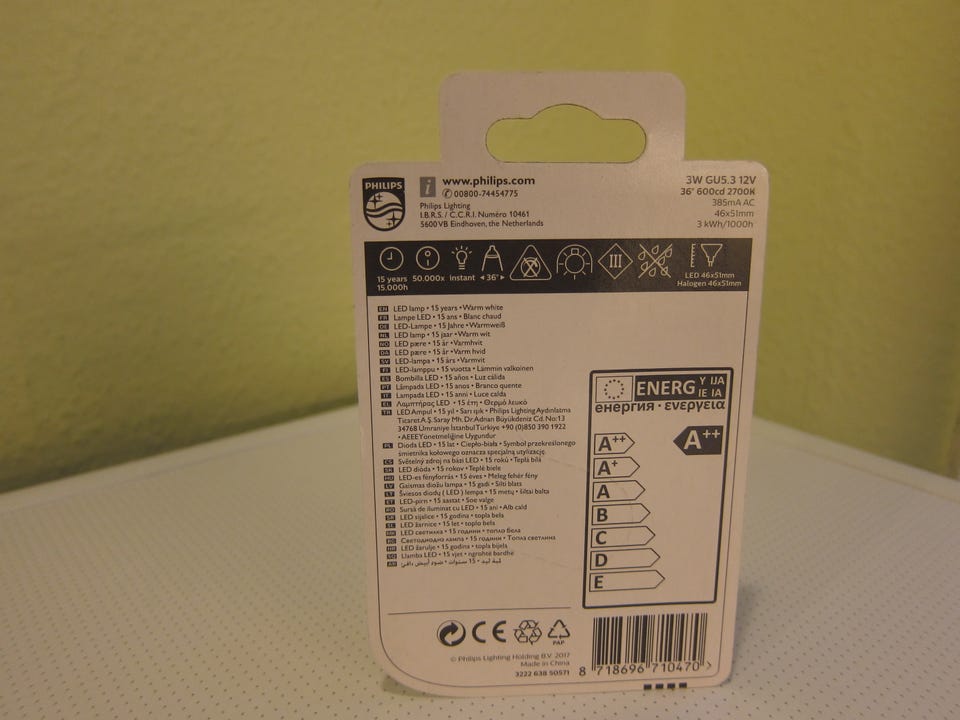 PHILIPS
i www.philips.com
✆ 00800-74454775
Philips Lighting
I.B.R.S. / C.C.R.I. Numéro 10461
5600 VB Eindhoven, the Netherlands
3W GU5.3 12V
36° 600cd 2700K
385mA AC
46x51mm
3 kWh/1000h
15 years
15.000h
50.000x
instant
36°
III
LED 46x51mm
Halogen 46x51mm
EN LED lamp • 15 years • Warm white
FR Lampe LED • 15 ans • Blanc chaud
DE LED-Lampe • 15 Jahre • Warmweiß
NL LED lamp • 15 jaar • Warm wit
NO LED pære • 15 år • Varmhvit
DA LED pære • 15 år • Varm hvid
SV LED-lampa • 15 års • Varmvit
FI LED-lamppu • 15 vuotta • Lämmin valkoinen
ES Bombilla LED • 15 años • Luz cálida
PT Lâmpada LED • 15 anos • Branco quente
IT Lampada LED • 15 anni • Luce calda
EL Λαμπτήρας LED • 15 έτη • Θερμό λευκό
TR LED Ampul • 15 yıl • Sarı ışık • Philips Lighting Aydınlatma
Ticaret A.Ş. Saray Mh. Dr. Adnan Büyükdeniz Cd. No:13
34768 Ümraniye İstanbul Türkiye +90 (0)850 390 1922
• AEEE Yönetmeliğine Uygundur
PL Dioda LED • 15 lat • Ciepło-biała • Symbol przekreślonego
śmietnika kołowego oznacza specjalną utylizację
CS Světelný zdroj na bázi LED • 15 roků • Teplá bílá
SK LED dióda • 15 rokov • Teplé biele
HU LED-es fényforrás • 15 éves • Meleg fehér fény
LV Gaismas diožu lampa • 15 gadi • Silti balts
LT Šviesos diodų ( LED ) lempa • 15 metų • šiltai balta
ET LED-pirn • 15 aastat • Soe valge
RO Sursă de iluminat cu LED • 15 ani • Alb cald
SR LED sijalice • 15 godina • topla bela
SL LED žarnice • 15 let • toplo bela
MK LED светилка • 15 години • топло бела
BG Светодиодна лампа • 15 години • Топла светлина
HR LED žarulje • 15 godina • topla bijela
SQ Llamba LED • 15 vjet • ngrohtë bardhë
AR لمبة ليد • 15 سنوات • ضوء أبيض دافئ
ENERG Y IJA
IE IA
енергия · ενεργεια
A++
A++
A+
A
B
C
D
E
CE
PAP
© Philips Lighting Holding B.V. 2017
Made in China
3222 638 50571
8 718696 710470 >